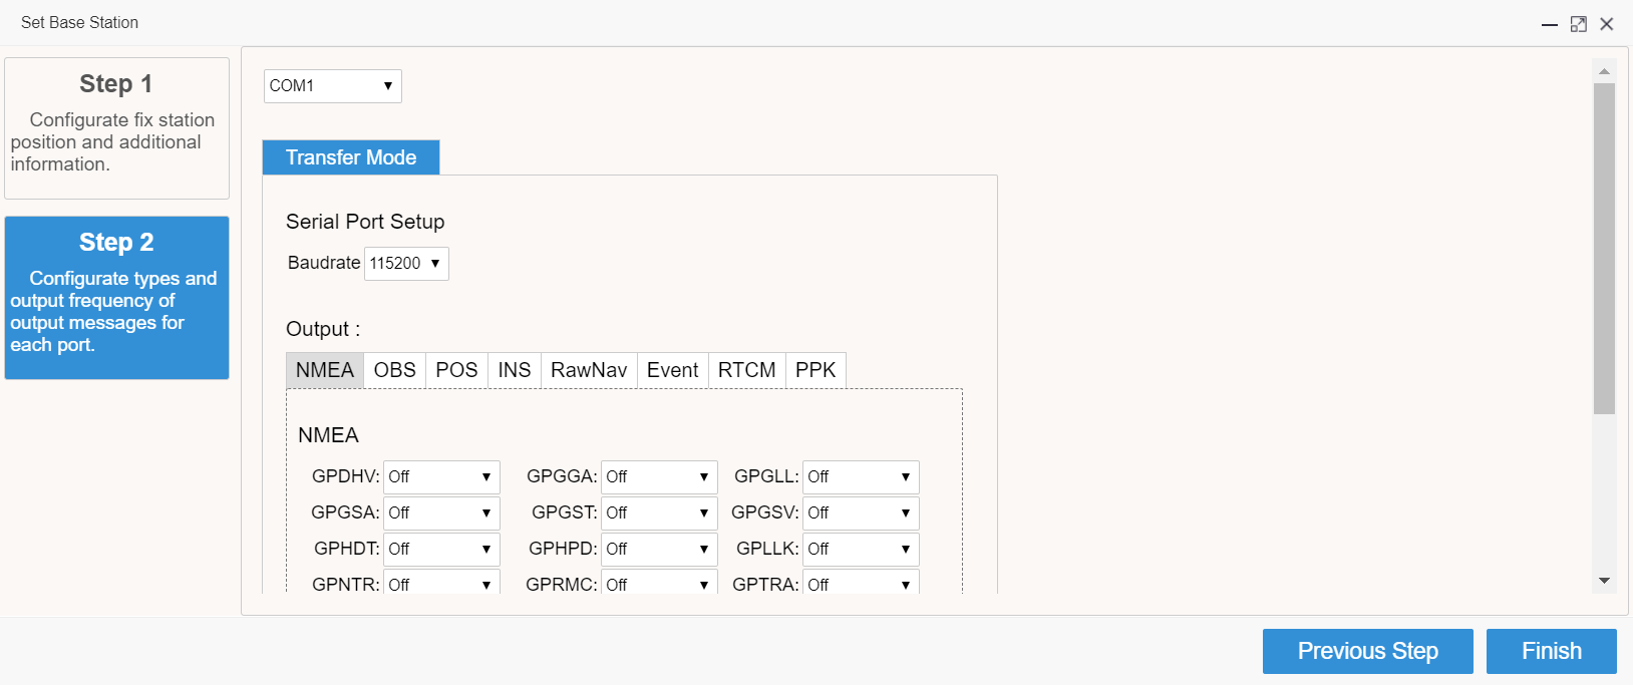 Set Base Station
Step 1
Configurate fix station
position and additional
information.
Step 2
Configurate types and
output frequency of
output messages for
each port.
COM1
Transfer Mode
Serial Port Setup
Baudrate 115200
Output :
NMEA OBS POS INS RawNav Event RTCM PPK
NMEA
GPDHV: Off GPGGA: Off GPGLL: Off
GPGSA: Off GPGST: Off GPGSV: Off
GPHDT: Off GPHPD: Off GPLLK: Off
GPNTR: Off GPRMC: Off GPTRA: Off
Previous Step Finish